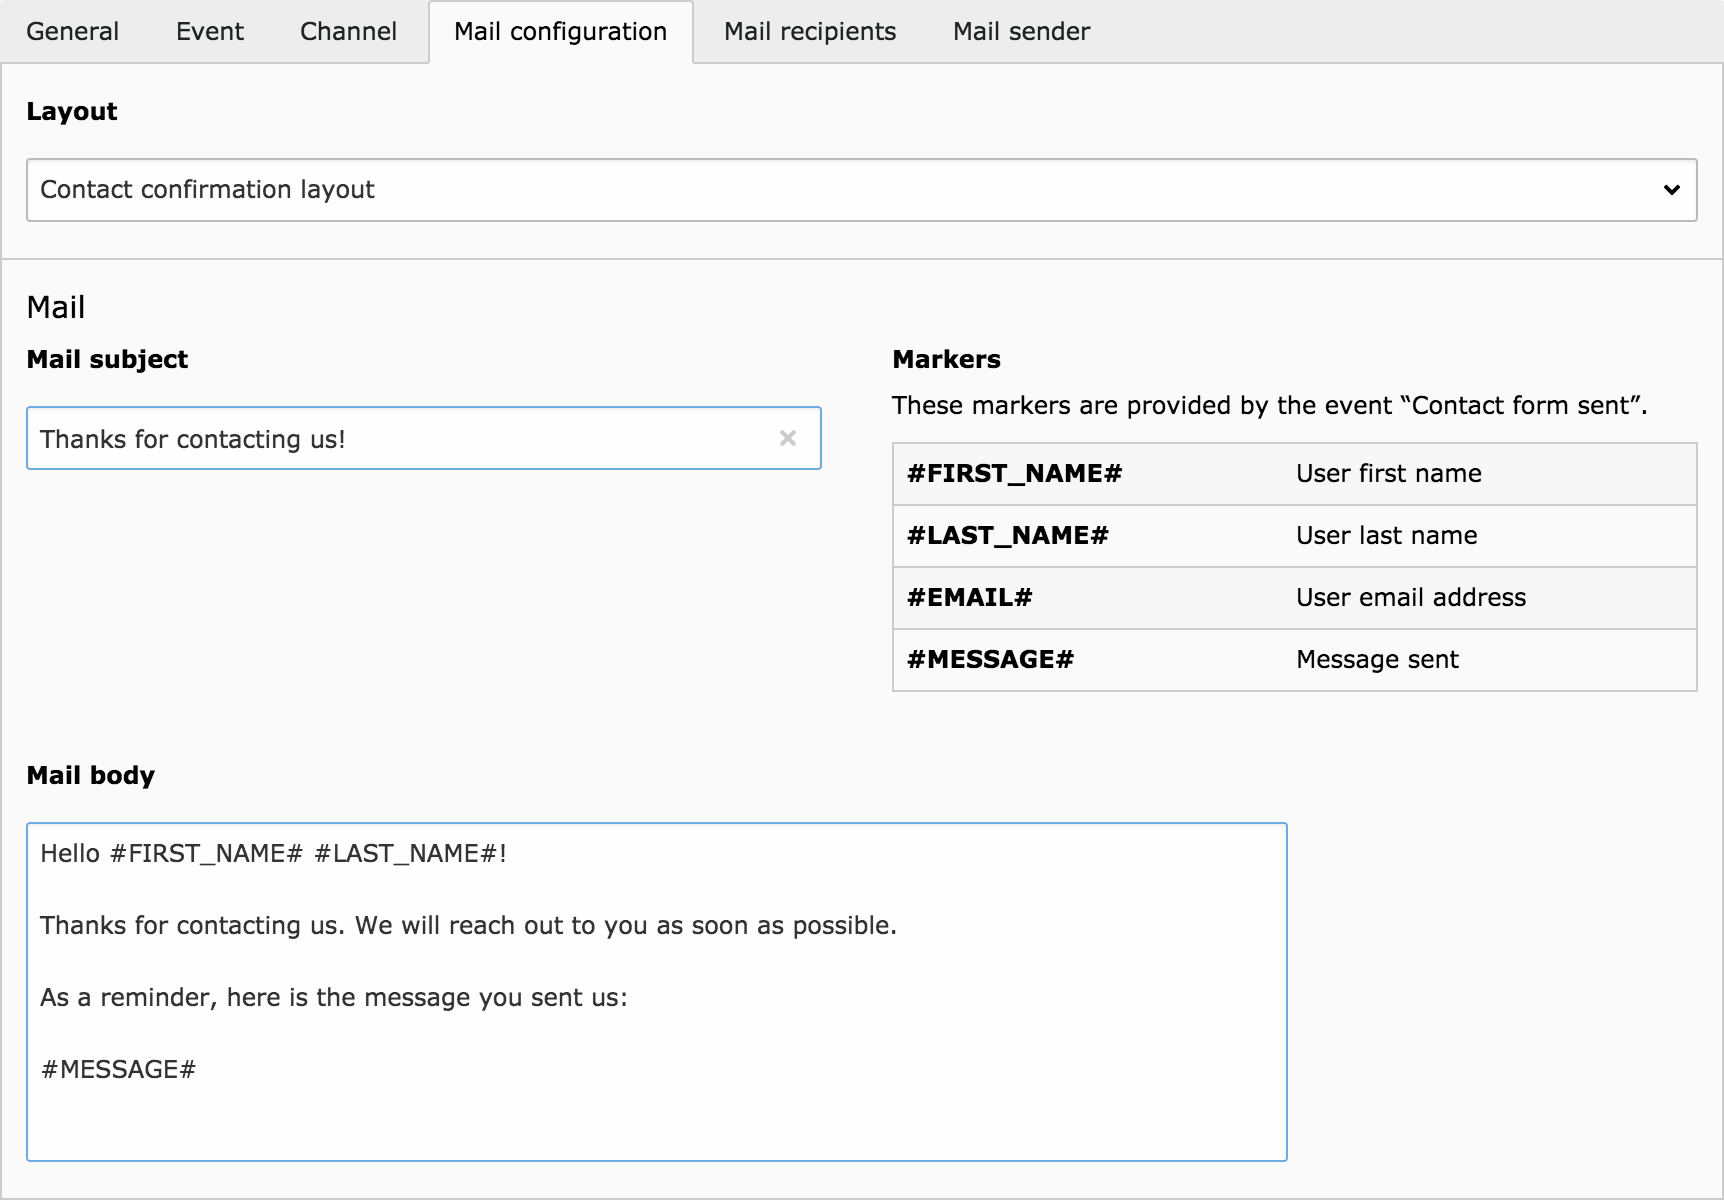 General Event Channel Mail configuration Mail recipients Mail sender
Layout
Contact confirmation layout
Mail
Mail subject
Thanks for contacting us!
Markers
These markers are provided by the event “Contact form sent”.
#FIRST_NAME# User first name
#LAST_NAME# User last name
#EMAIL# User email address
#MESSAGE# Message sent
Mail body
Hello #FIRST_NAME# #LAST_NAME#!
Thanks for contacting us. We will reach out to you as soon as possible.
As a reminder, here is the message you sent us:
#MESSAGE#